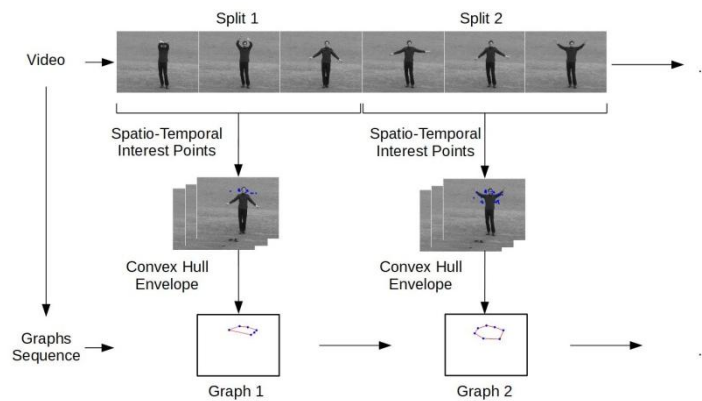 Split 1
Split 2
Video
.
Spatio-Temporal
Interest Points
Spatio-Temporal
Interest Points
Convex Hull
Envelope
Convex Hull
Envelope
Graphs
Sequence
.
Graph 1
Graph 2